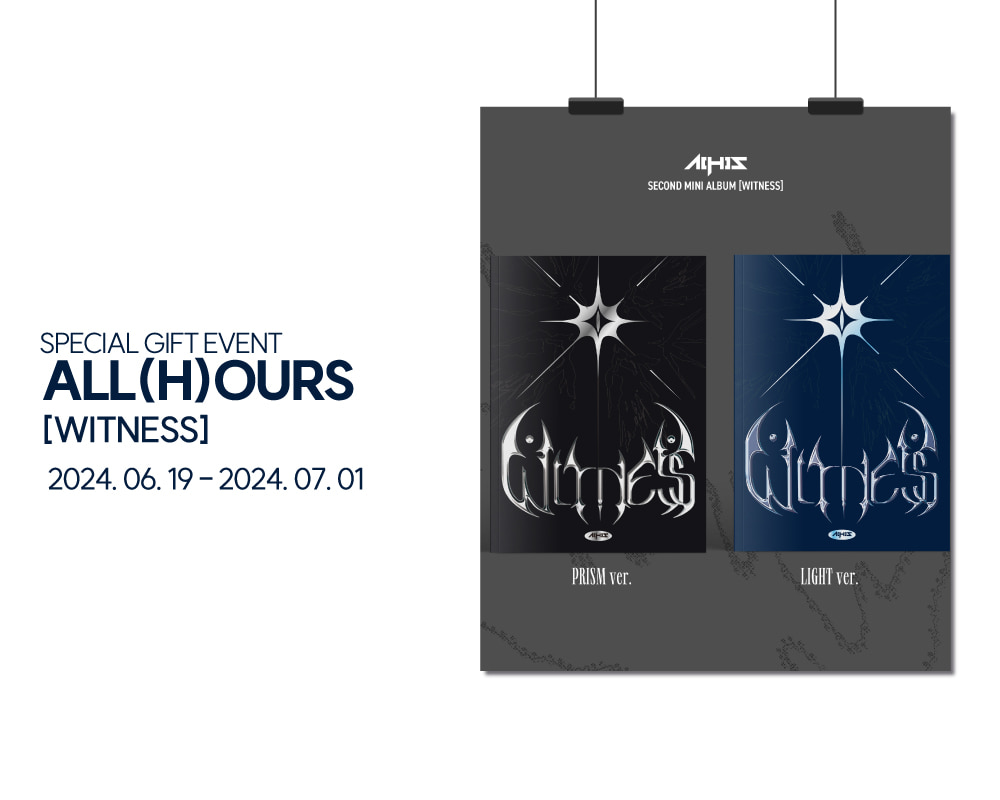 SPECIAL GIFT EVENT
ALL(H)OURS
[WITNESS]
2024. 06. 19 - 2024. 07. 01
AllHrs
SECOND MINI ALBUM [WITNESS]
WITNESS
WITNESS
PRISM ver.
LIGHT ver.